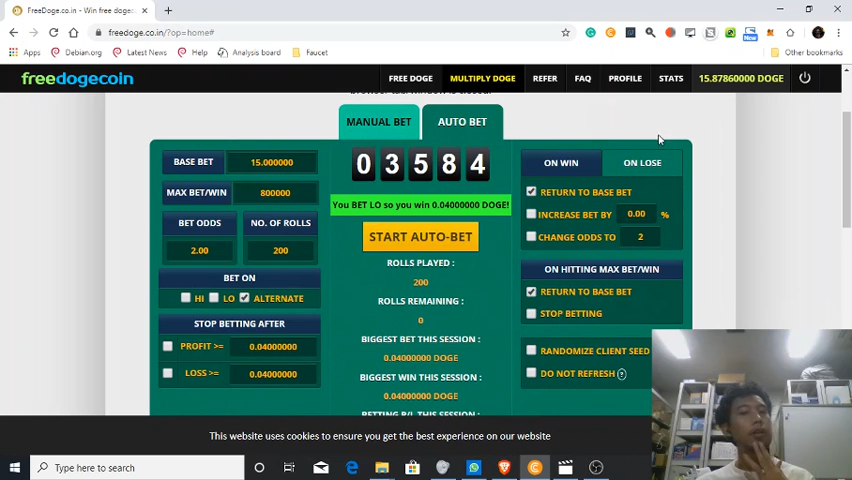 FreeDoge.co.in - Win free dogec
freedoge.co.in/?op=home#
Apps Debian.org Latest News Help Analysis board Faucet Other bookmarks
New
freedogecoin FREE DOGE MULTIPLY DOGE REFER FAQ PROFILE STATS 15.87860000 DOGE
MANUAL BET AUTO BET
BASE BET 15.000000
MAX BET/WIN 800000
BET ODDS NO. OF ROLLS
2.00 200
BET ON
HI LO ALTERNATE
STOP BETTING AFTER
PROFIT >= 0.04000000
LOSS >= 0.04000000
0 3 5 8 4
You BET LO so you win 0.04000000 DOGE!
START AUTO-BET
ROLLS PLAYED :
200
ROLLS REMAINING :
0
BIGGEST BET THIS SESSION :
0.04000000 DOGE
BIGGEST WIN THIS SESSION :
0.04000000 DOGE
ON WIN ON LOSE
RETURN TO BASE BET
INCREASE BET BY 0.00 %
CHANGE ODDS TO 2
ON HITTING MAX BET/WIN
RETURN TO BASE BET
STOP BETTING
RANDOMIZE CLIENT SEED
DO NOT REFRESH ?
This website uses cookies to ensure you get the best experience on our website
Type here to search